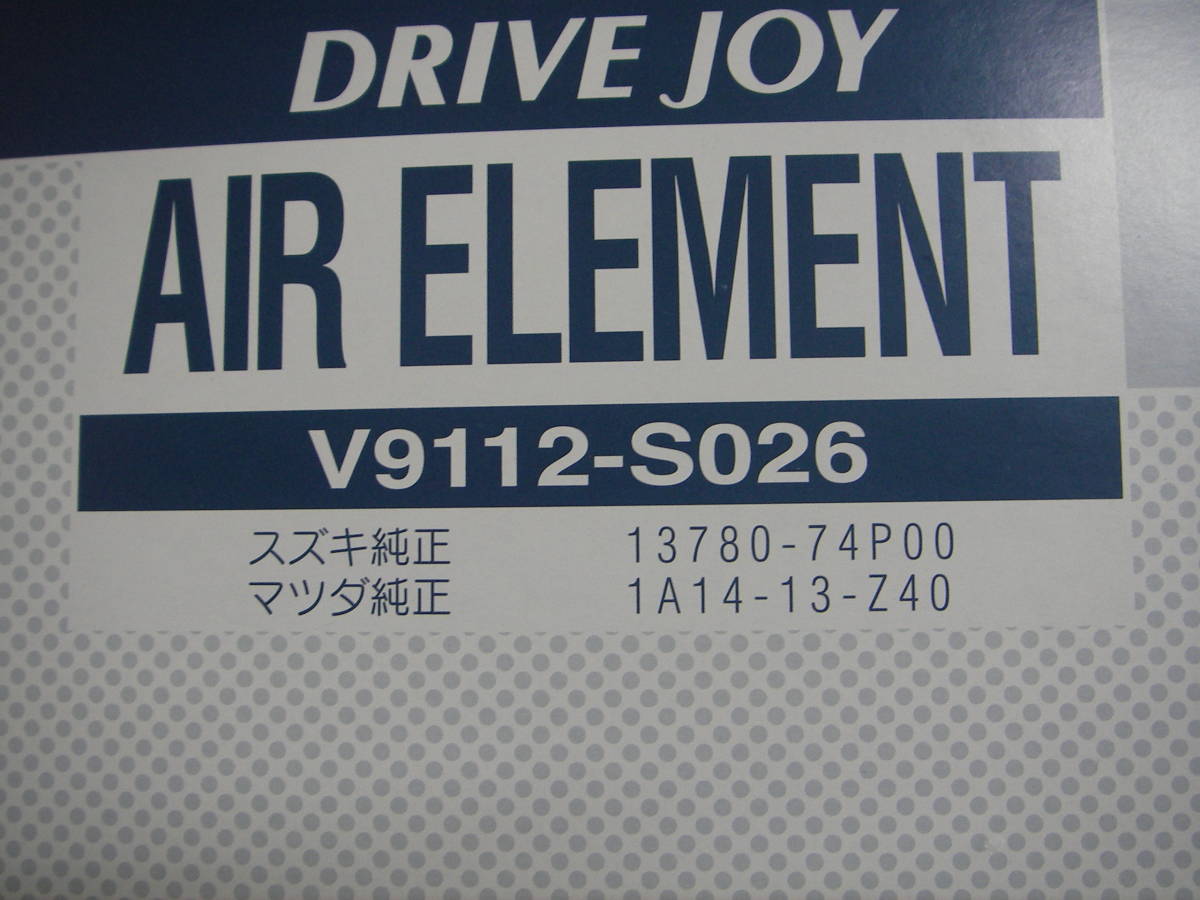 DRIVE JOY
AIR ELEMENT
V9112-S026
スズキ純正 13780-74P00
マツダ純正 1A14-13-Z40